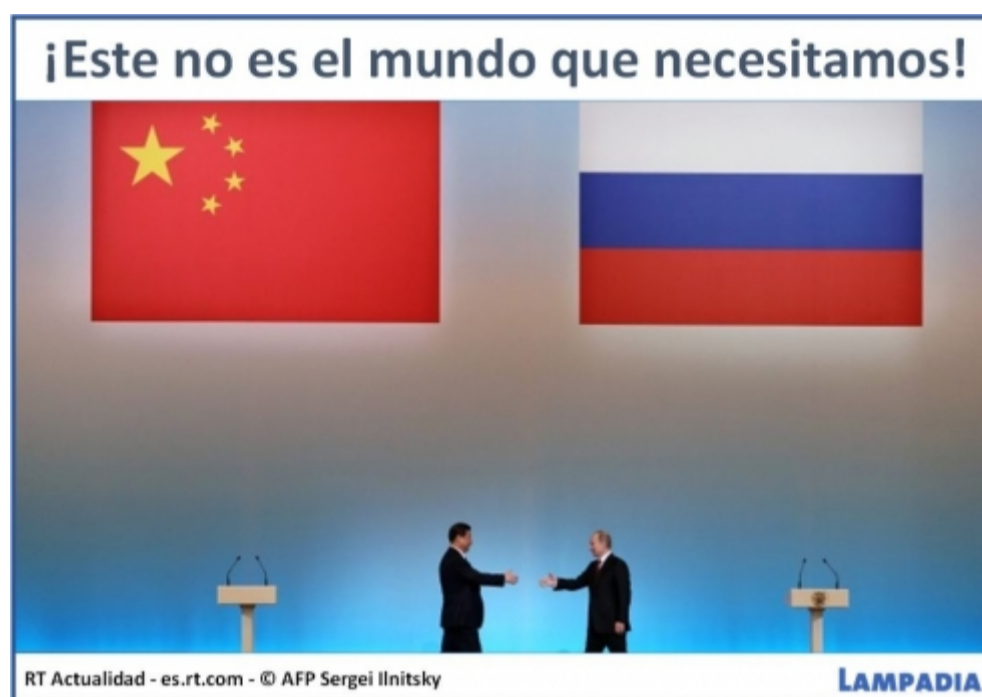 ¡Este no es el mundo que necesitamos!
RT Actualidad - es.rt.com - © AFP Sergei Ilnitsky
LAMPADIA